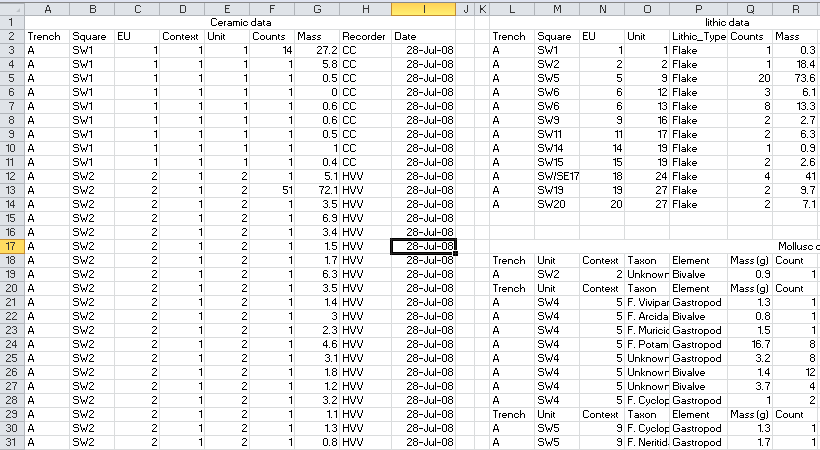 A B C D E F G H I J K L M N O P Q R
1 Ceramic data lithic data
2 Trench Square EU Context Unit Counts Mass Recorder Date Trench Square EU Unit Lithic_Type Counts Mass
3 A SW1 1 1 1 14 27.2 CC 28-Jul-08 A SW1 1 1 Flake 1 0.3
4 A SW1 1 1 1 1 5.8 CC 28-Jul-08 A SW2 2 2 Flake 1 18.4
5 A SW1 1 1 1 1 0.5 CC 28-Jul-08 A SW5 5 9 Flake 20 73.6
6 A SW1 1 1 1 1 0 CC 28-Jul-08 A SW6 6 12 Flake 3 6.1
7 A SW1 1 1 1 1 0.6 CC 28-Jul-08 A SW6 6 13 Flake 8 13.3
8 A SW1 1 1 1 1 0.6 CC 28-Jul-08 A SW9 9 16 Flake 2 2.7
9 A SW1 1 1 1 1 0.5 CC 28-Jul-08 A SW11 11 17 Flake 2 6.3
10 A SW1 1 1 1 1 1 CC 28-Jul-08 A SW14 14 19 Flake 1 0.9
11 A SW1 1 1 1 1 0.4 CC 28-Jul-08 A SW15 15 19 Flake 2 2.6
12 A SW2 2 2 1 1 5.1 HVV 28-Jul-08 A SW/SE17 18 24 Flake 4 41
13 A SW2 2 2 1 51 72.1 HVV 28-Jul-08 A SW19 19 27 Flake 2 9.7
14 A SW2 2 2 1 1 3.5 HVV 28-Jul-08 A SW20 20 27 Flake 2 7.1
15 A SW2 2 2 1 1 6.9 HVV 28-Jul-08
16 A SW2 2 2 1 1 3.4 HVV 28-Jul-08
17 A SW2 2 2 1 1 1.5 HVV 28-Jul-08 Mollusc
18 A SW2 2 2 1 1 1.7 HVV 28-Jul-08 Trench Unit Context Taxon Element Mass (g) Count
19 A SW2 2 2 1 1 6.3 HVV 28-Jul-08 A SW2 2 Unknown Bivalve 0.9 1
20 A SW2 2 2 1 1 3.5 HVV 28-Jul-08 Trench Unit Context Taxon Element Mass (g) Count
21 A SW2 2 2 1 1 1.4 HVV 28-Jul-08 A SW4 5 F. Vivipar Gastropod 1.3 1
22 A SW2 2 2 1 1 3 HVV 28-Jul-08 A SW4 5 F. Arcida Bivalve 0.8 1
23 A SW2 2 2 1 1 2.3 HVV 28-Jul-08 A SW4 5 F. Muricic Gastropod 1.5 1
24 A SW2 2 2 1 1 4.6 HVV 28-Jul-08 A SW4 5 F. Potam Gastropod 16.7 8
25 A SW2 2 2 1 1 3.1 HVV 28-Jul-08 A SW4 5 Unknown Gastropod 3.2 8
26 A SW2 2 2 1 1 1.8 HVV 28-Jul-08 A SW4 5 Unknown Bivalve 1.4 12
27 A SW2 2 2 1 1 1.2 HVV 28-Jul-08 A SW4 5 Unknown Bivalve 3.7 4
28 A SW2 2 2 1 1 3.2 HVV 28-Jul-08 A SW4 5 F. Cyclop Gastropod 1 2
29 A SW2 2 2 1 1 1.1 HVV 28-Jul-08 Trench Unit Context Taxon Element Mass (g) Count
30 A SW2 2 2 1 1 1.3 HVV 28-Jul-08 A SW5 9 F. Cyclop Gastropod 1.3 1
31 A SW2 2 2 1 1 0.8 HVV 28-Jul-08 A SW5 9 F. Neritid Gastropod 1.7 1